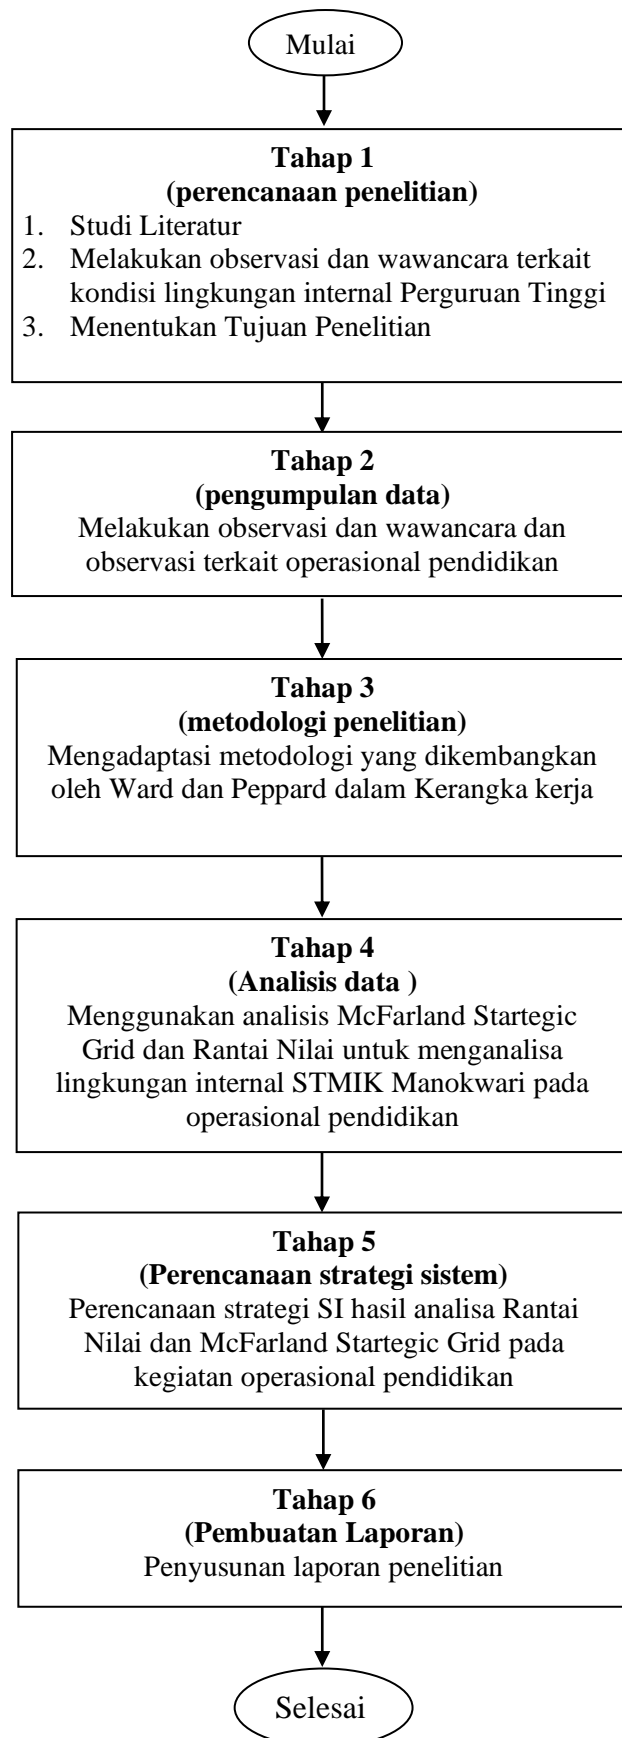 Mulai
Tahap 1
(perencanaan penelitian)
1. Studi Literatur
2. Melakukan observasi dan wawancara terkait
kondisi lingkungan internal Perguruan Tinggi
3. Menentukan Tujuan Penelitian
Tahap 2
(pengumpulan data)
Melakukan observasi dan wawancara dan
observasi terkait operasional pendidikan
Tahap 3
(metodologi penelitian)
Mengadaptasi metodologi yang dikembangkan
oleh Ward dan Peppard dalam Kerangka kerja
Tahap 4
(Analisis data )
Menggunakan analisis McFarland Startegic
Grid dan Rantai Nilai untuk menganalisa
lingkungan internal STMIK Manokwari pada
operasional pendidikan
Tahap 5
(Perencanaan strategi sistem)
Perencanaan strategi SI hasil analisa Rantai
Nilai dan McFarland Startegic Grid pada
kegiatan operasional pendidikan
Tahap 6
(Pembuatan Laporan)
Penyusunan laporan penelitian
Selesai